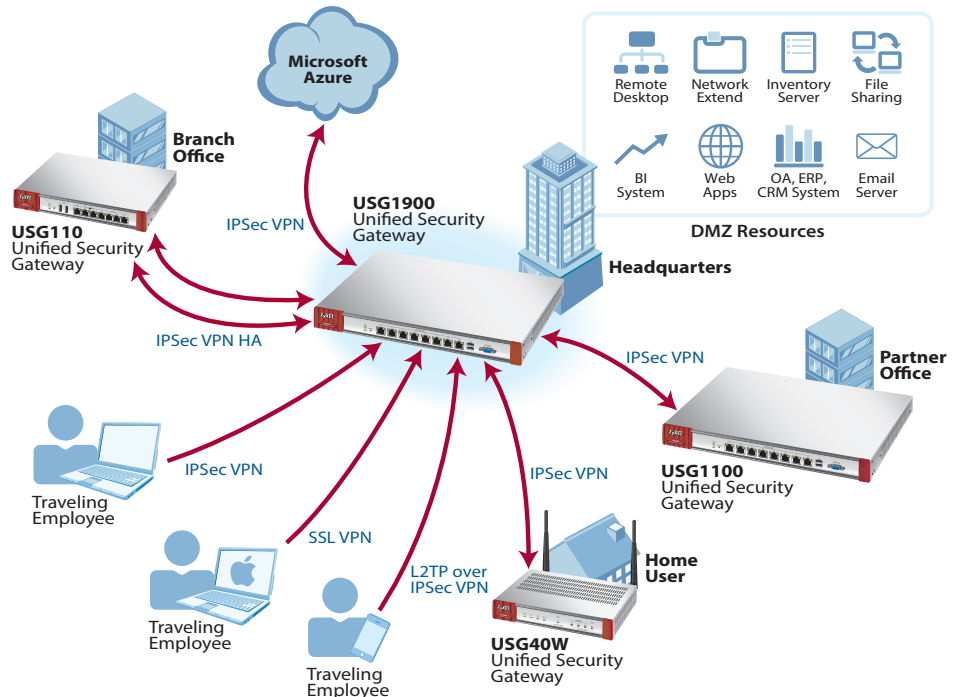 Microsoft
Azure
Remote
Desktop
Network
Extend
Inventory
Server
File
Sharing
BI
System
Web
Apps
OA, ERP,
CRM System
Email
Server
DMZ Resources
Branch
Office
USG110
Unified Security
Gateway
IPSec VPN
USG1900
Unified Security
Gateway
Headquarters
IPSec VPN HA
ZyXEL
IPSec VPN
Partner
Office
ZyXEL
USG1100
Unified Security
Gateway
IPSec VPN
Traveling
Employee
SSL VPN
Traveling
Employee
L2TP over
IPSec VPN
Traveling
Employee
IPSec VPN
Home
User
USG40W
Unified Security
Gateway